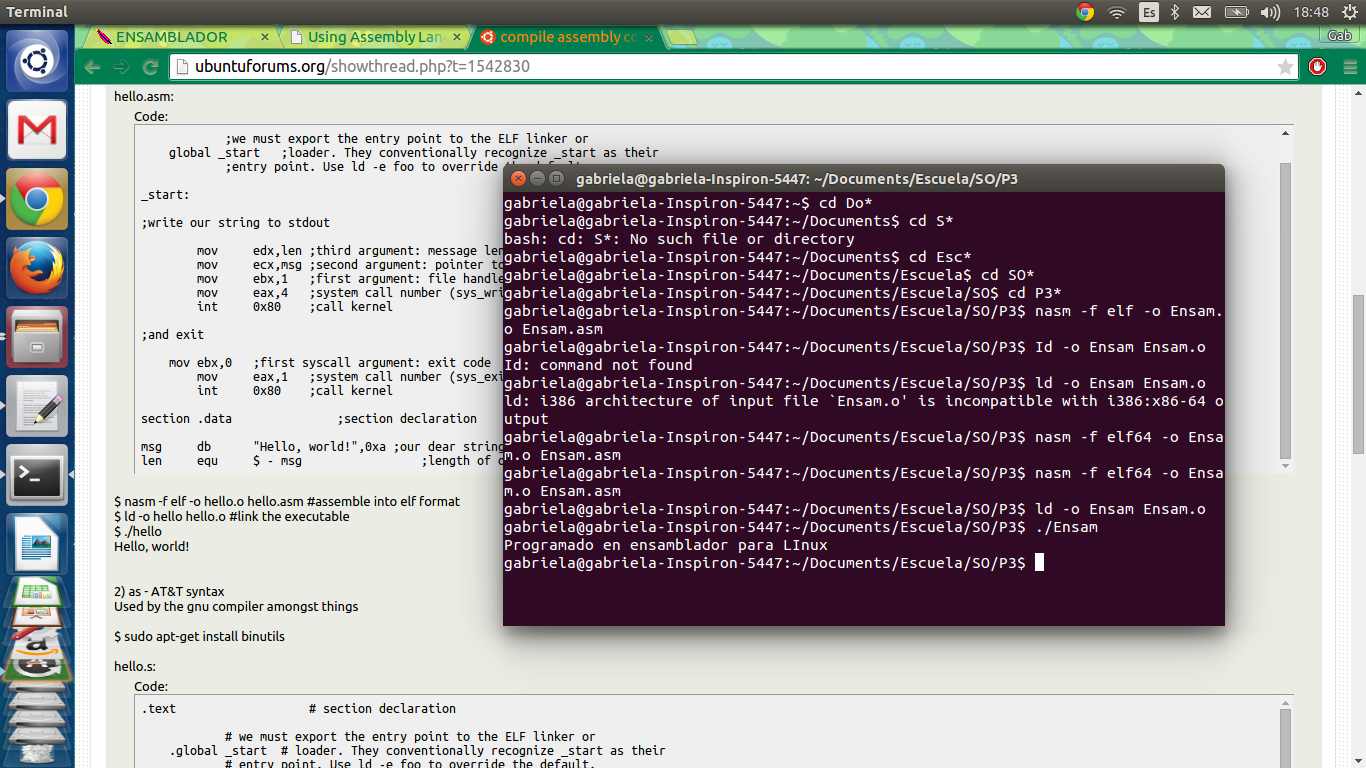 Terminal
Es
18:48
ENSAMBLADOR
Using Assembly Lan
compile assembly co
Gab
ubuntuforums.org/showthread.php?t=1542830
hello.asm:
Code:
;we must export the entry point to the ELF linker or
global _start ;loader. They conventionally recognize _start as their
;entry point. Use ld -e foo to override
_start:
;write our string to stdout
mov edx,len ;third argument: message len
mov ecx,msg ;second argument: pointer to
mov ebx,1 ;first argument: file handle
mov eax,4 ;system call number (sys_wri
int 0x80 ;call kernel
;and exit
mov ebx,0 ;first syscall argument: exit code
mov eax,1 ;system call number (sys_exi
int 0x80 ;call kernel
section .data ;section declaration
msg db "Hello, world!",0xa ;our dear string
len equ $ - msg ;length of d
$ nasm -f elf -o hello.o hello.asm #assemble into elf format
$ ld -o hello hello.o #link the executable
$ ./hello
Hello, world!
2) as - AT&T syntax
Used by the gnu compiler amongst things
$ sudo apt-get install binutils
hello.s:
Code:
.text # section declaration
# we must export the entry point to the ELF linker or
.global _start # loader. They conventionally recognize _start as their
# entry point. Use ld -e foo to override the default.
gabriela@gabriela-Inspiron-5447: ~/Documents/Escuela/SO/P3
gabriela@gabriela-Inspiron-5447:~$ cd Do*
gabriela@gabriela-Inspiron-5447:~/Documents$ cd S*
bash: cd: S*: No such file or directory
gabriela@gabriela-Inspiron-5447:~/Documents$ cd Esc*
gabriela@gabriela-Inspiron-5447:~/Documents/Escuela$ cd SO*
gabriela@gabriela-Inspiron-5447:~/Documents/Escuela/SO$ cd P3*
gabriela@gabriela-Inspiron-5447:~/Documents/Escuela/SO/P3$ nasm -f elf -o Ensam.
o Ensam.asm
gabriela@gabriela-Inspiron-5447:~/Documents/Escuela/SO/P3$ Id -o Ensam Ensam.o
Id: command not found
gabriela@gabriela-Inspiron-5447:~/Documents/Escuela/SO/P3$ ld -o Ensam Ensam.o
ld: i386 architecture of input file `Ensam.o' is incompatible with i386:x86-64 o
utput
gabriela@gabriela-Inspiron-5447:~/Documents/Escuela/SO/P3$ nasm -f elf64 -o Ensa
m.o Ensam.asm
gabriela@gabriela-Inspiron-5447:~/Documents/Escuela/SO/P3$ nasm -f elf64 -o Ensa
m.o Ensam.asm
gabriela@gabriela-Inspiron-5447:~/Documents/Escuela/SO/P3$ ld -o Ensam Ensam.o
gabriela@gabriela-Inspiron-5447:~/Documents/Escuela/SO/P3$ ./Ensam
Programado en ensamblador para LInux
gabriela@gabriela-Inspiron-5447:~/Documents/Escuela/SO/P3$